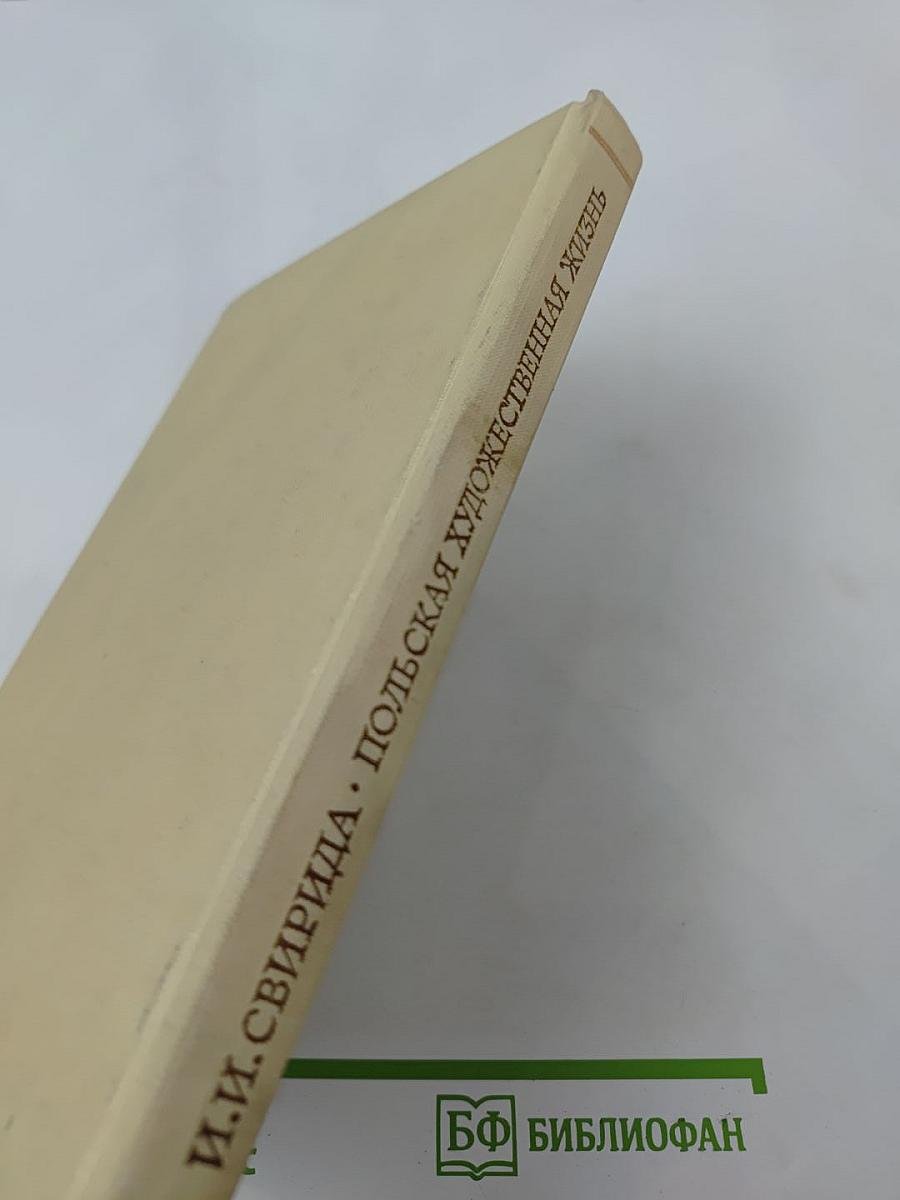 И.И. СВИРИДА · ПОЛЬСКАЯ ХУДОЖЕСТВЕННАЯ ЖИЗНЬ
БФ БИБЛИОФАН